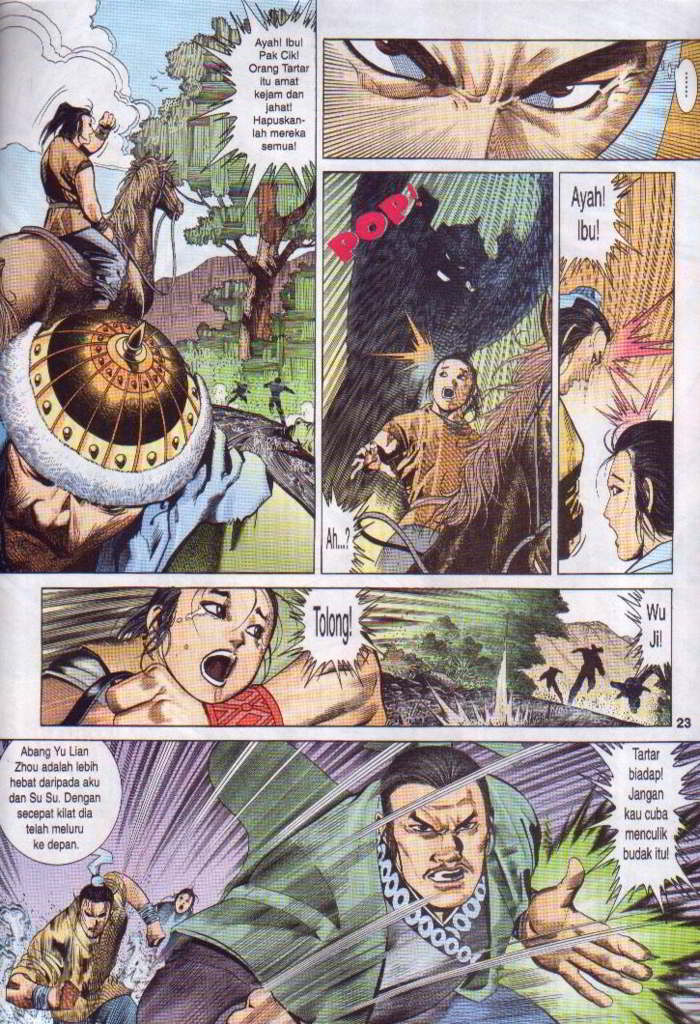 Ayah! Ibu!
Pak Cik!
Orang Tartar
itu amat
kejam dan
jahat!
Hapuskan-
lah mereka
semua!
......
POP!
Ah...?
Ayah!
Ibu!
Tolong!
Wu
Ji!
23
Abang Yu Lian
Zhou adalah lebih
hebat daripada aku
dan Su Su. Dengan
secepat kilat dia
telah meluru
ke depan.
Tartar
biadap!
Jangan
kau cuba
menculik
budak itu!